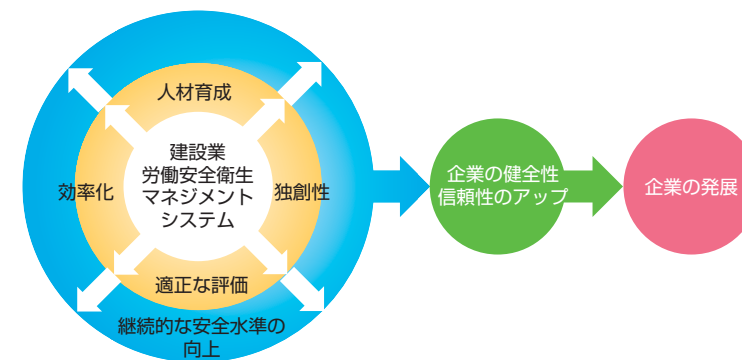 人材育成
建設業
労働安全衛生
マネジメント
システム
効率化
独創性
適正な評価
継続的な安全水準の
向上
企業の健全性
信頼性のアップ
企業の発展